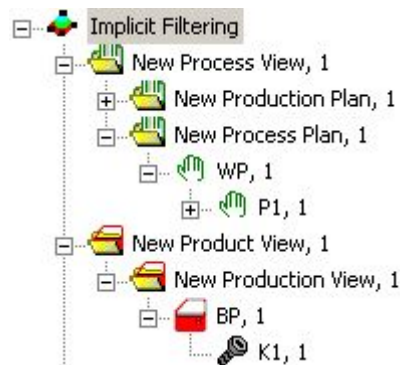 Implicit Filtering
New Process View, 1
New Production Plan, 1
New Process Plan, 1
WP, 1
P1, 1
New Product View, 1
New Production View, 1
BP, 1
K1, 1